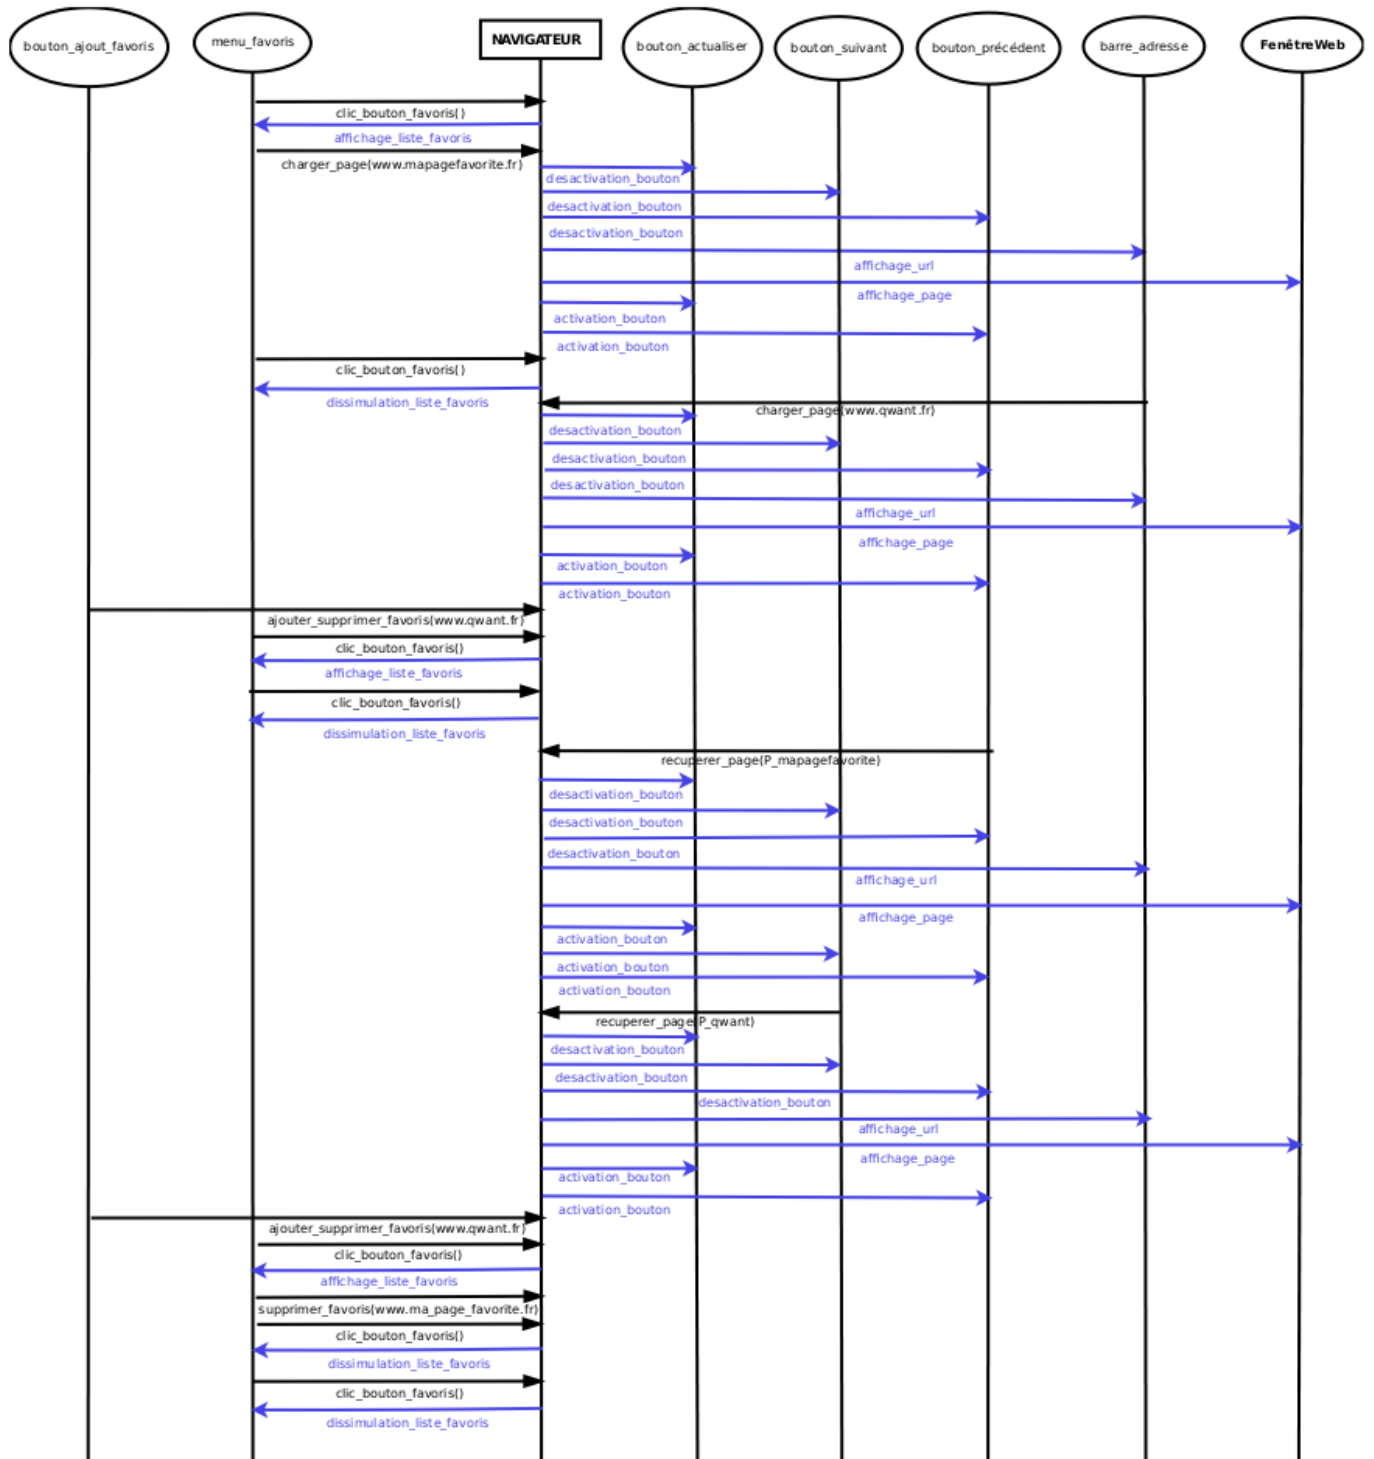 bouton_ajout_favoris
menu_favoris
NAVIGATEUR
bouton_actualiser
bouton_suivant
bouton_précédent
barre_adresse
FenêtreWeb
clic_bouton_favoris()
affichage_liste_favoris
charger_page(www.mapagefavorite.fr)
desactivation_bouton
desactivation_bouton
desactivation_bouton
affichage_url
affichage_page
activation_bouton
activation_bouton
clic_bouton_favoris()
dissimulation_liste_favoris
charger_page(www.qwant.fr)
desactivation_bouton
desactivation_bouton
desactivation_bouton
affichage_url
affichage_page
activation_bouton
activation_bouton
ajouter_supprimer_favoris(www.qwant.fr)
clic_bouton_favoris()
affichage_liste_favoris
clic_bouton_favoris()
dissimulation_liste_favoris
recuperer_page(P_mapagefavorite)
desactivation_bouton
desactivation_bouton
desactivation_bouton
affichage_url
affichage_page
activation_bouton
activation_bouton
activation_bouton
recuperer_page(P_qwant)
desactivation_bouton
desactivation_bouton
desactivation_bouton
affichage_url
affichage_page
activation_bouton
activation_bouton
ajouter_supprimer_favoris(www.qwant.fr)
clic_bouton_favoris()
affichage_liste_favoris
supprimer_favoris(www.ma_page_favorite.fr)
clic_bouton_favoris()
dissimulation_liste_favoris
clic_bouton_favoris()
dissimulation_liste_favoris